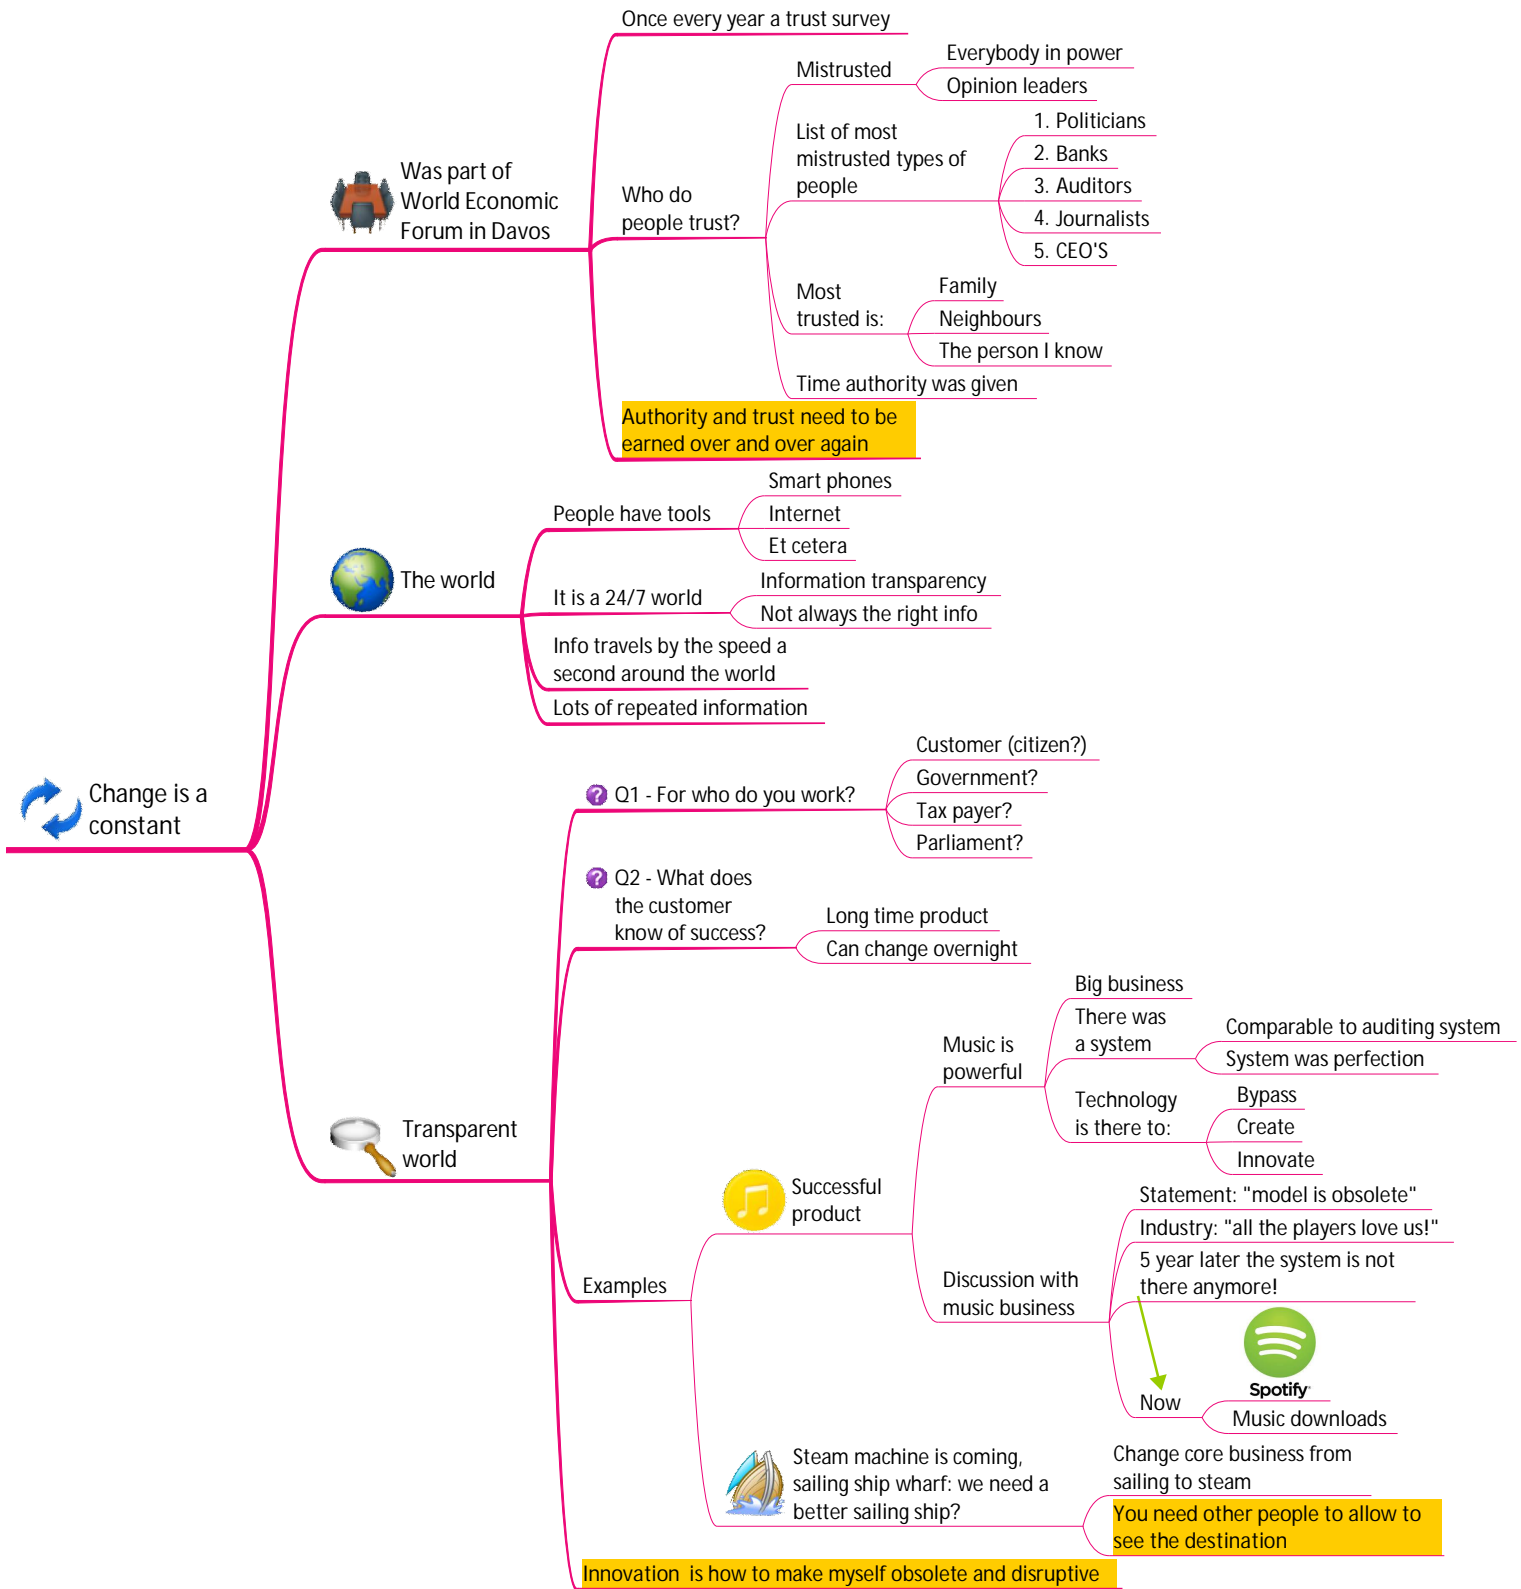 Once every year a trust survey
Everybody in power
Mistrusted
Opinion leaders
1. Politicians
List of most
mistrusted types of
people
2. Banks
3. Auditors
4. Journalists
5. CEO'S
Was part of
World Economic
Forum in Davos
Who do
people trust?
Most
trusted is:
Family
Neighbours
The person I know
Time authority was given
Authority and trust need to be
earned over and over again
Smart phones
People have tools
Internet
Et cetera
The world
Information transparency
It is a 24/7 world
Not always the right info
Info travels by the speed a
second around the world
Lots of repeated information
Change is a
constant
Customer (citizen?)
Q1 - For who do you work?
Government?
Tax payer?
Parliament?
Q2 - What does
the customer
know of success?
Long time product
Can change overnight
Big business
There was
a system
Comparable to auditing system
System was perfection
Music is
powerful
Technology
is there to:
Bypass
Create
Innovate
Transparent
world
Successful
product
Statement: "model is obsolete"
Industry: "all the players love us!"
5 year later the system is not
there anymore!
Examples
Discussion with
music business
Spotify
Now
Music downloads
Steam machine is coming,
sailing ship wharf: we need a
better sailing ship?
Change core business from
sailing to steam
You need other people to allow to
see the destination
Innovation  is how to make myself obsolete and disruptive